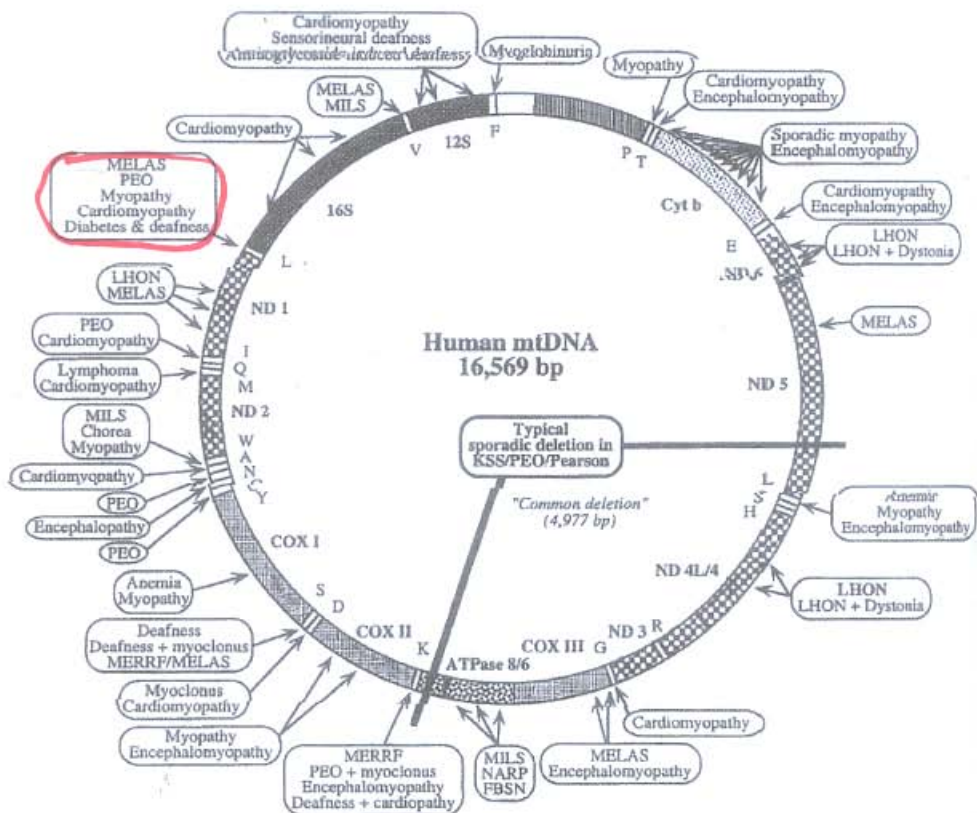 Cardiomyopathy
Sensorineural deafness
Aminoglycoside-induced deafness
Myoglobinuria
Myopathy
Cardiomyopathy
Encephalomyopathy
MELAS
MILS
Cardiomyopathy
Sporadic myopathy
Encephalomyopathy
MELAS
PEO
Myopathy
Cardiomyopathy
Diabetes & deafness
Cardiomyopathy
Encephalomyopathy
LHON
LHON + Dystonia
LHON
MELAS
MELAS
PEO
Cardiomyopathy
Lymphoma
Cardiomyopathy
MILS
Chorea
Myopathy
Cardiomyopathy
PEO
Encephalopathy
PEO
Anemia
Myopathy
Encephalomyopathy
Anemia
Myopathy
LHON
LHON + Dystonia
Deafness
Deafness + myoclonus
MERRF/MELAS
Myoclonus
Cardiomyopathy
Myopathy
Encephalomyopathy
MERRF
PEO + myoclonus
Encephalomyopathy
Deafness + cardiopathy
MILS
NARP
FBSN
MELAS
Encephalomyopathy
Cardiomyopathy
F
12S
V
16S
L
ND 1
I
Q
M
ND 2
W
A
N
C
Y
COX I
S
D
COX II
K
ATPase 8/6
COX III
G
ND 3
R
ND 4L/4
H
S
L
ND 5
E
Cyt b
T
P
Human mtDNA
16,569 bp
Typical
sporadic deletion in
KSS/PEO/Pearson
"Common deletion"
(4,977 bp)